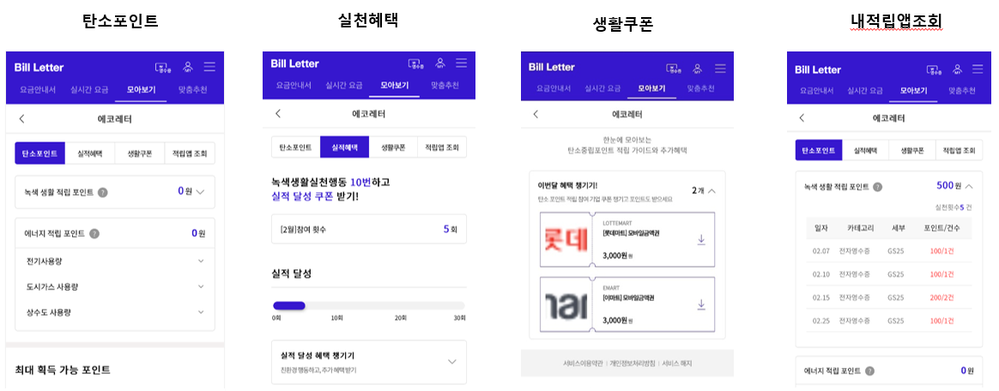 탄소포인트
Bill Letter
영수증
MY
요금안내서 실시간 요금 모아보기 맞춤추천
에코레터
탄소포인트 실적혜택 생활쿠폰 적립앱 조회
녹색 생활 적립 포인트 ? 0 원
에너지 적립 포인트 ? 0 원
전기사용량
도시가스 사용량
상수도 사용량
최대 획득 가능 포인트
실천혜택
Bill Letter
영수증
MY
요금안내서 실시간 요금 모아보기 맞춤추천
에코레터
탄소포인트 실적혜택 생활쿠폰 적립앱 조회
녹색생활실천행동 10번하고
실적 달성 쿠폰 받기!
[2월]참여 횟수 5 회
실적 달성
0회 10회 20회 30회
실적 달성 혜택 챙기기
친환경 행동하고, 추가 혜택 받기
생활쿠폰
Bill Letter
영수증
MY
요금안내서 실시간 요금 모아보기 맞춤추천
에코레터
한눈에 모아보는
탄소중립포인트 적립 가이드와 추가혜택
이번달 혜택 챙기기! 2 개
탄소 포인트 적립 참여 기업 쿠폰 챙기고 포인트도 받으세요
롯데
LOTTEMART
[롯데마트] 모바일금액권
3,000원 원
EMART
[이마트] 모바일금액권
3,000원 원
서비스이용약관 | 개인정보처리방침 | 서비스 해지
내적립앱조회
Bill Letter
영수증
MY
요금안내서 실시간 요금 모아보기 맞춤추천
에코레터
탄소포인트 실적혜택 생활쿠폰 적립앱 조회
녹색 생활 적립 포인트 ? 500 원
실천횟수 5 건
일자 카테고리 세부 포인트/건수
02.07 전자영수증 GS25 100/1건
02.10 전자영수증 GS25 100/1건
02.15 전자영수증 GS25 200/2건
02.25 전자영수증 GS25 100/1건
에너지 적립 포인트 ? 0 원